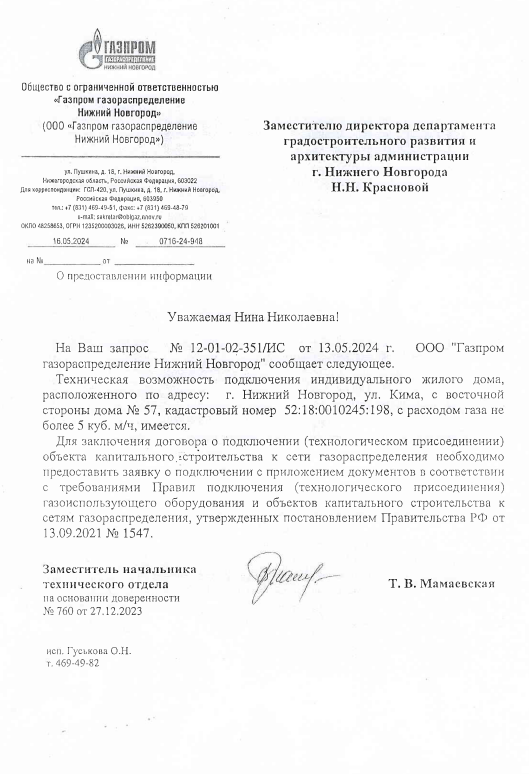 ГАЗПРОМ
ГАЗОРАСПРЕДЕЛЕНИЕ
НИЖНИЙ НОВГОРОД
Общество с ограниченной ответственностью
«Газпром газораспределение
Нижний Новгород»
(ООО «Газпром газораспределение
Нижний Новгород»)
ул. Пушкина, д. 18, г. Нижний Новгород,
Нижегородская область, Российская Федерация, 603022
Для корреспонденции: ГСП-420, ул. Пушкина, д. 18, г. Нижний Новгород,
Российская Федерация, 603950
тел.: +7 (831) 469-49-51, факс: +7 (831) 468-48-79
e-mail: sekretar@oblgaz.nnov.ru
ОКПО 48258653, ОГРН 1235200003026, ИНН 5262390050, КПП 526201001
16.05.2024 № 0716-24-948
на № от
О предоставлении информации
Заместителю директора департамента
градостроительного развития и
архитектуры администрации
г. Нижнего Новгорода
Н.Н. Красновой
Уважаемая Нина Николаевна!
На Ваш запрос № 12-01-02-351/ИС от 13.05.2024 г. ООО "Газпром
газораспределение Нижний Новгород" сообщает следующее.
Техническая возможность подключения индивидуального жилого дома,
расположенного по адресу: г. Нижний Новгород, ул. Кима, с восточной
стороны дома № 57, кадастровый номер 52:18:0010245:198, с расходом газа не
более 5 куб. м/ч, имеется.
Для заключения договора о подключении (технологическом присоединении)
объекта капитального строительства к сети газораспределения необходимо
предоставить заявку о подключении с приложением документов в соответствии
с требованиями Правил подключения (технологического присоединения)
газоиспользующего оборудования и объектов капитального строительства к
сетям газораспределения, утвержденных постановлением Правительства РФ от
13.09.2021 № 1547.
Заместитель начальника
технического отдела
на основании доверенности
№ 760 от 27.12.2023
Т. В. Мамаевская
исп. Гуськова О.Н.
т. 469-49-82